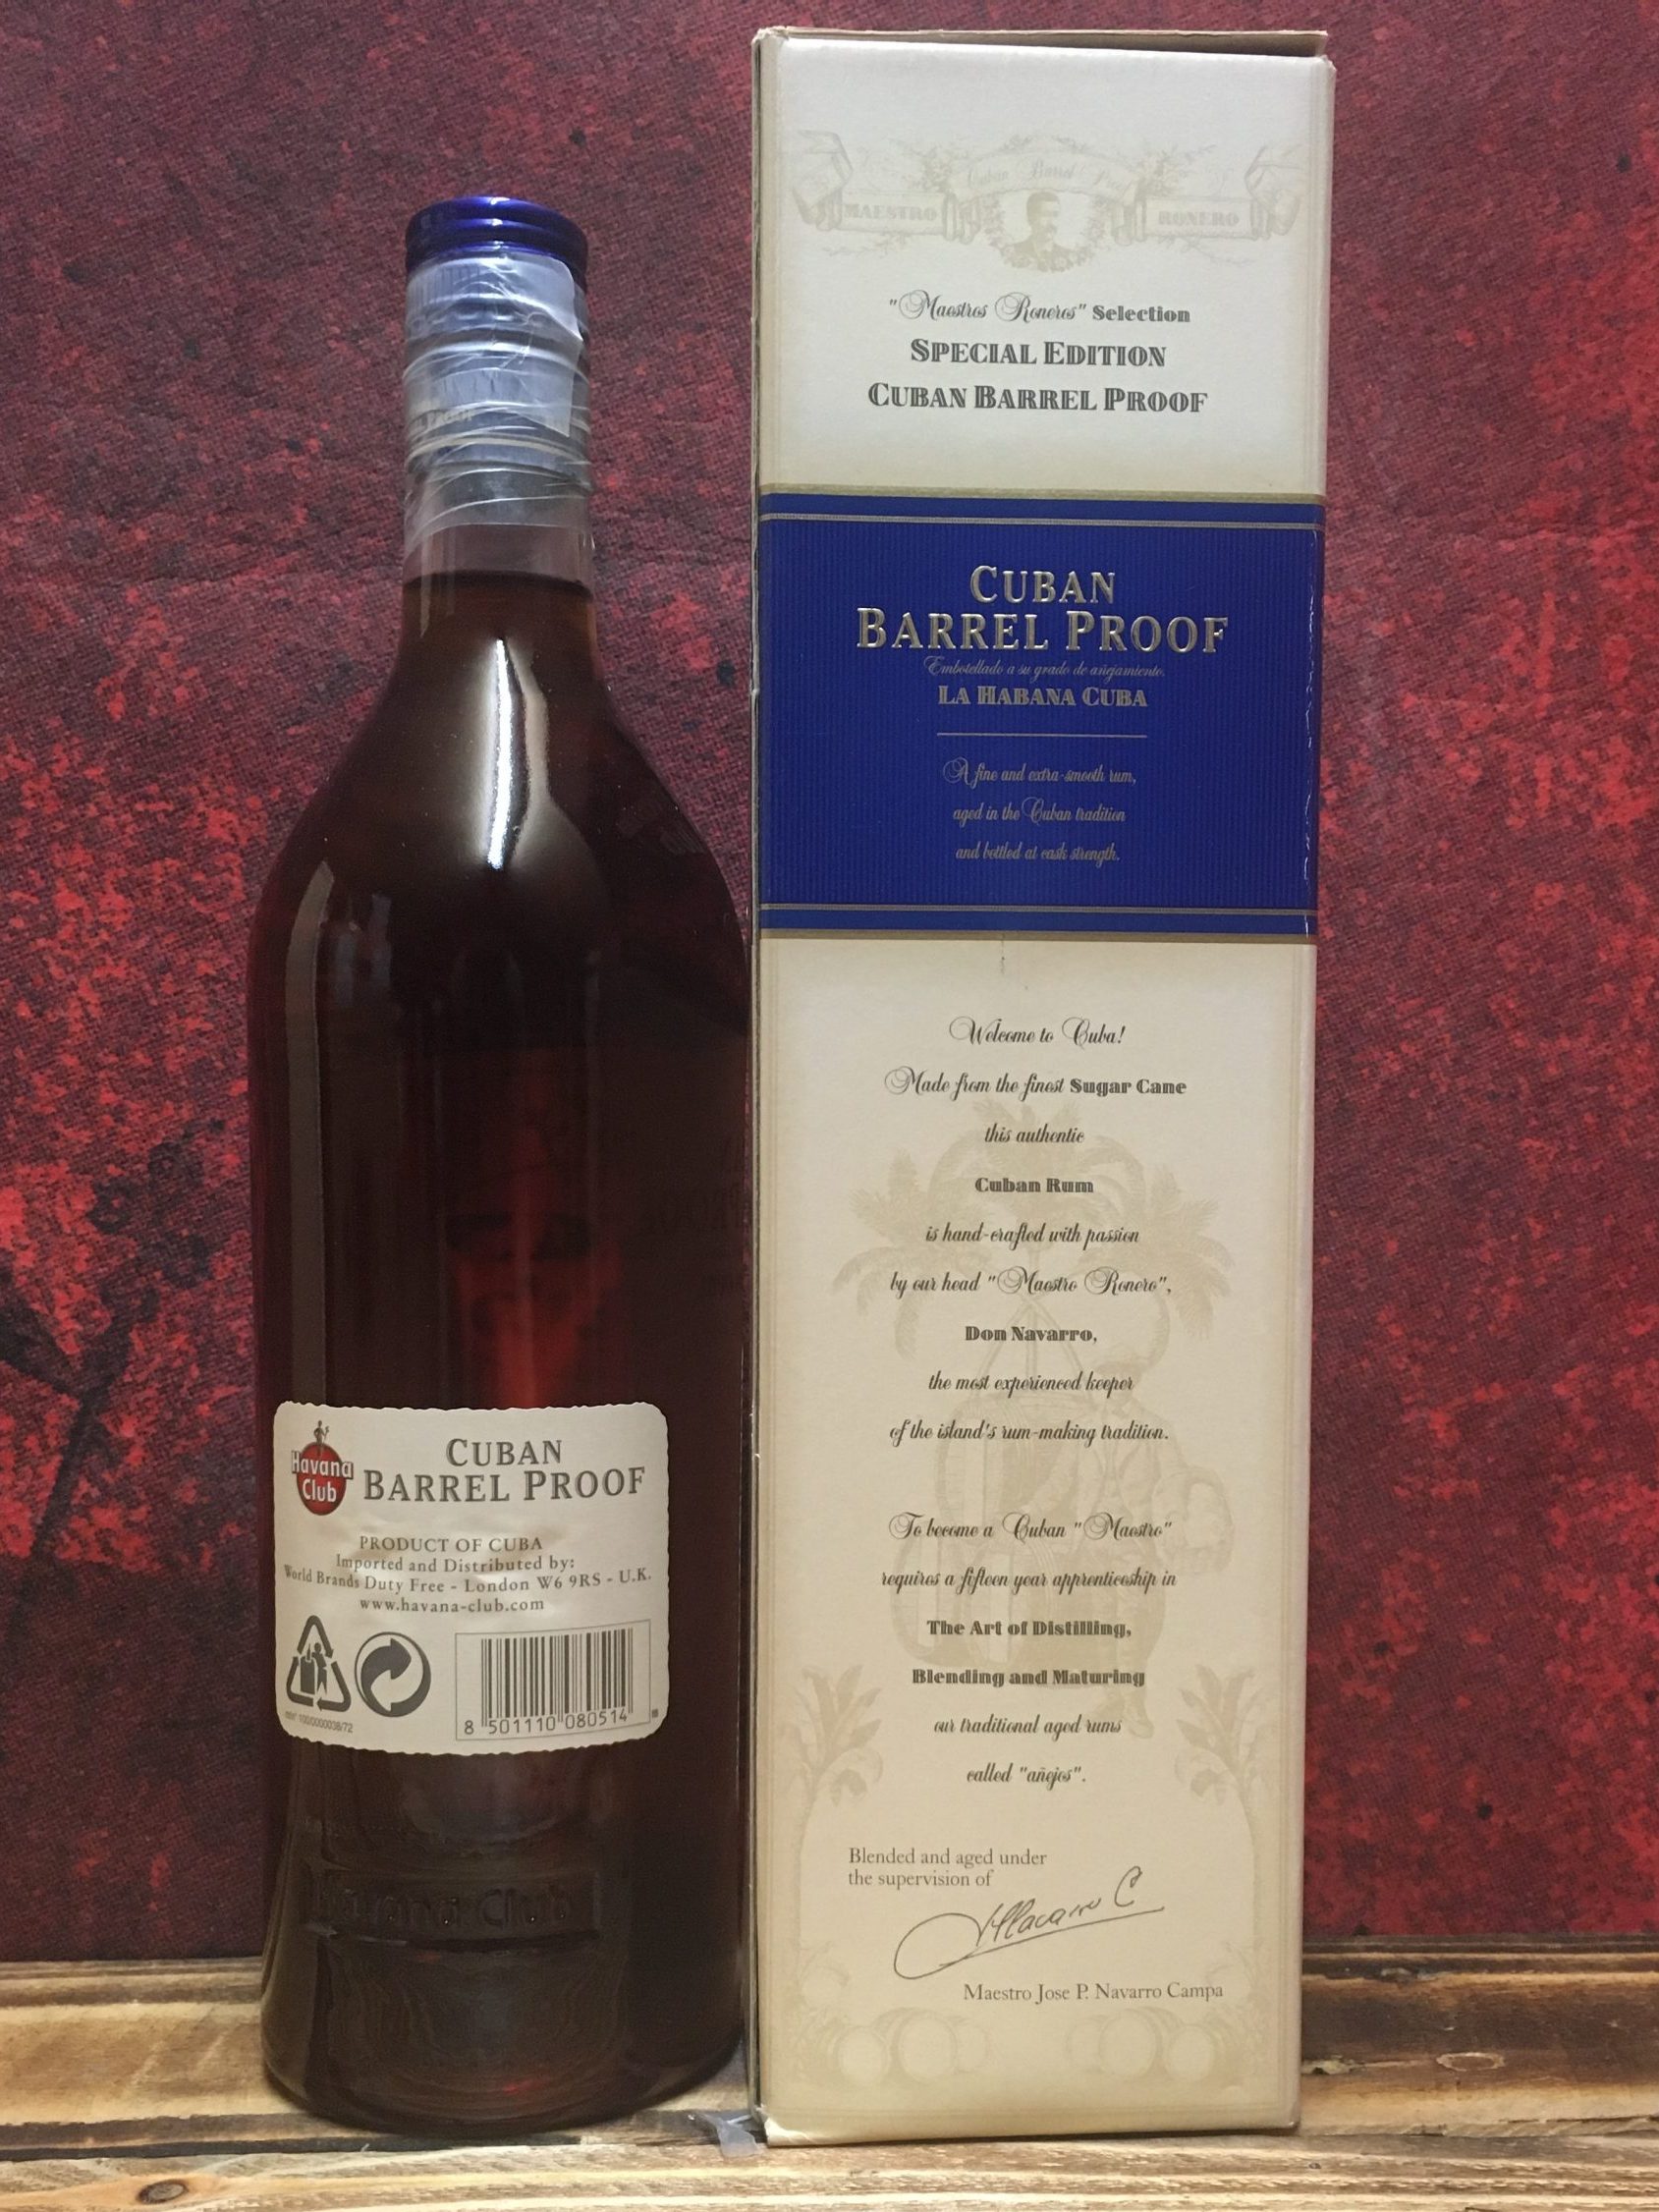 Havana
Club
CUBAN
BARREL PROOF
PRODUCT OF CUBA
Imported and Distributed by:
World Brands Duty Free - London W6 9RS - U.K.
www.havana-club.com
8 501110 080514
Havana Club
Cuban Barrel Proof
MAESTRO RONERO
"Maestros Roneros" Selection
SPECIAL EDITION
CUBAN BARREL PROOF
CUBAN
BARREL PROOF
Embotellado a su grado de añejamiento.
LA HABANA CUBA
A fine and extra-smooth rum,
aged in the Cuban tradition
and bottled at cask strength.
Welcome to Cuba!
Made from the finest Sugar Cane
this authentic
Cuban Rum
is hand-crafted with passion
by our head "Maestro Ronero",
Don Navarro,
the most experienced keeper
of the island's rum-making tradition.
To become a Cuban "Maestro"
requires a fifteen year apprenticeship in
The Art of Distilling,
Blending and Maturing
our traditional aged rums
called "añejos".
Blended and aged under
the supervision of
Maestro Jose P. Navarro Campa